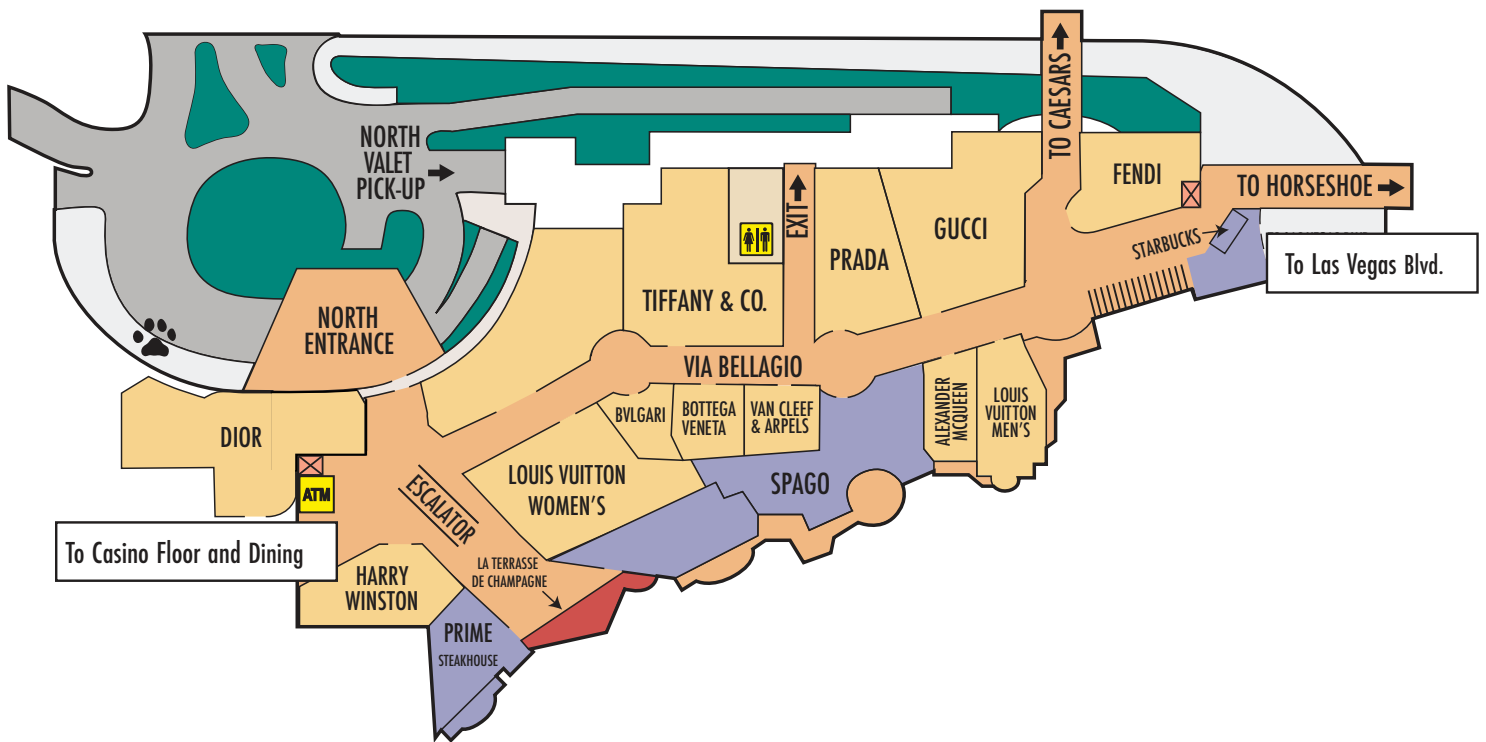 TO CAESARS
NORTH
VALET
PICK-UP
FENDI
TO HORSESHOE
EXIT
GUCCI
PRADA
STARBUCKS
To Las Vegas Blvd.
TIFFANY & CO.
NORTH
ENTRANCE
VIA BELLAGIO
BVLGARI
BOTTEGA
VENETA
VAN CLEEF
& ARPELS
ALEXANDER
MCQUEEN
LOUIS
VUITTON
MEN'S
DIOR
ATM
ESCALATOR
LOUIS VUITTON
WOMEN'S
SPAGO
To Casino Floor and Dining
LA TERRASSE
DE CHAMPAGNE
HARRY
WINSTON
PRIME
STEAKHOUSE